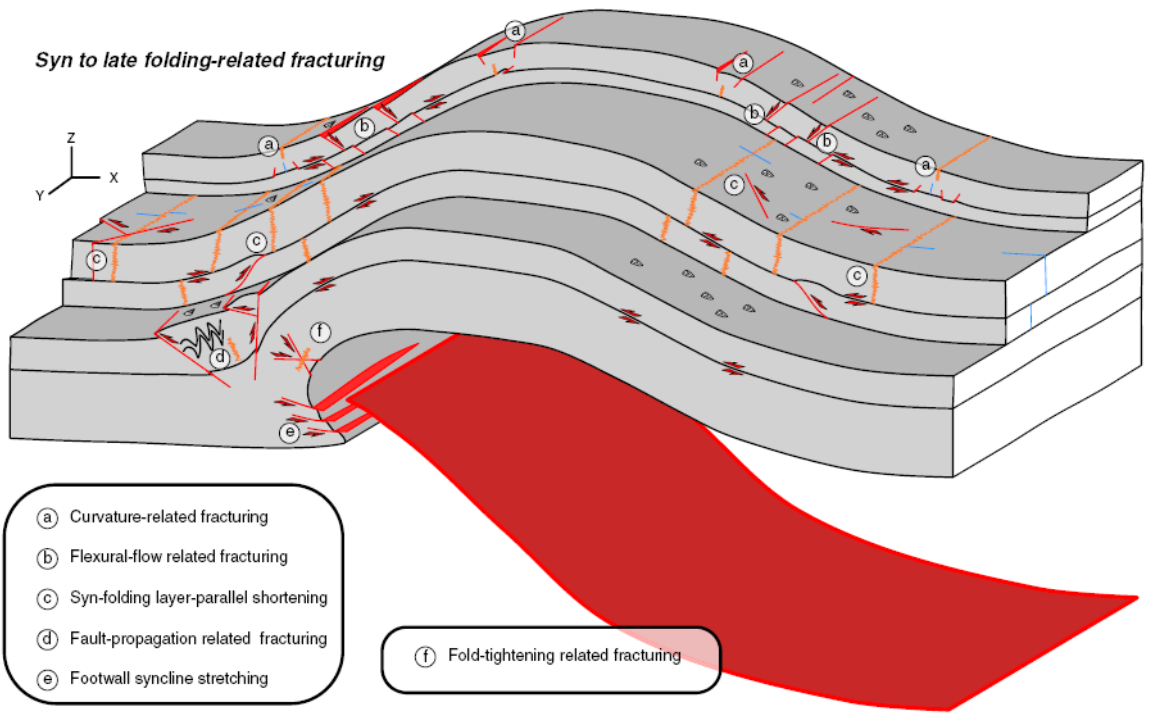 Syn to late folding-related fracturing
a
a
b
b
b
a
a
Z
X
Y
c
c
c
c
d
f
e
a Curvature-related fracturing
b Flexural-flow related fracturing
c Syn-folding layer-parallel shortening
d Fault-propagation related fracturing
e Footwall syncline stretching
f Fold-tightening related fracturing